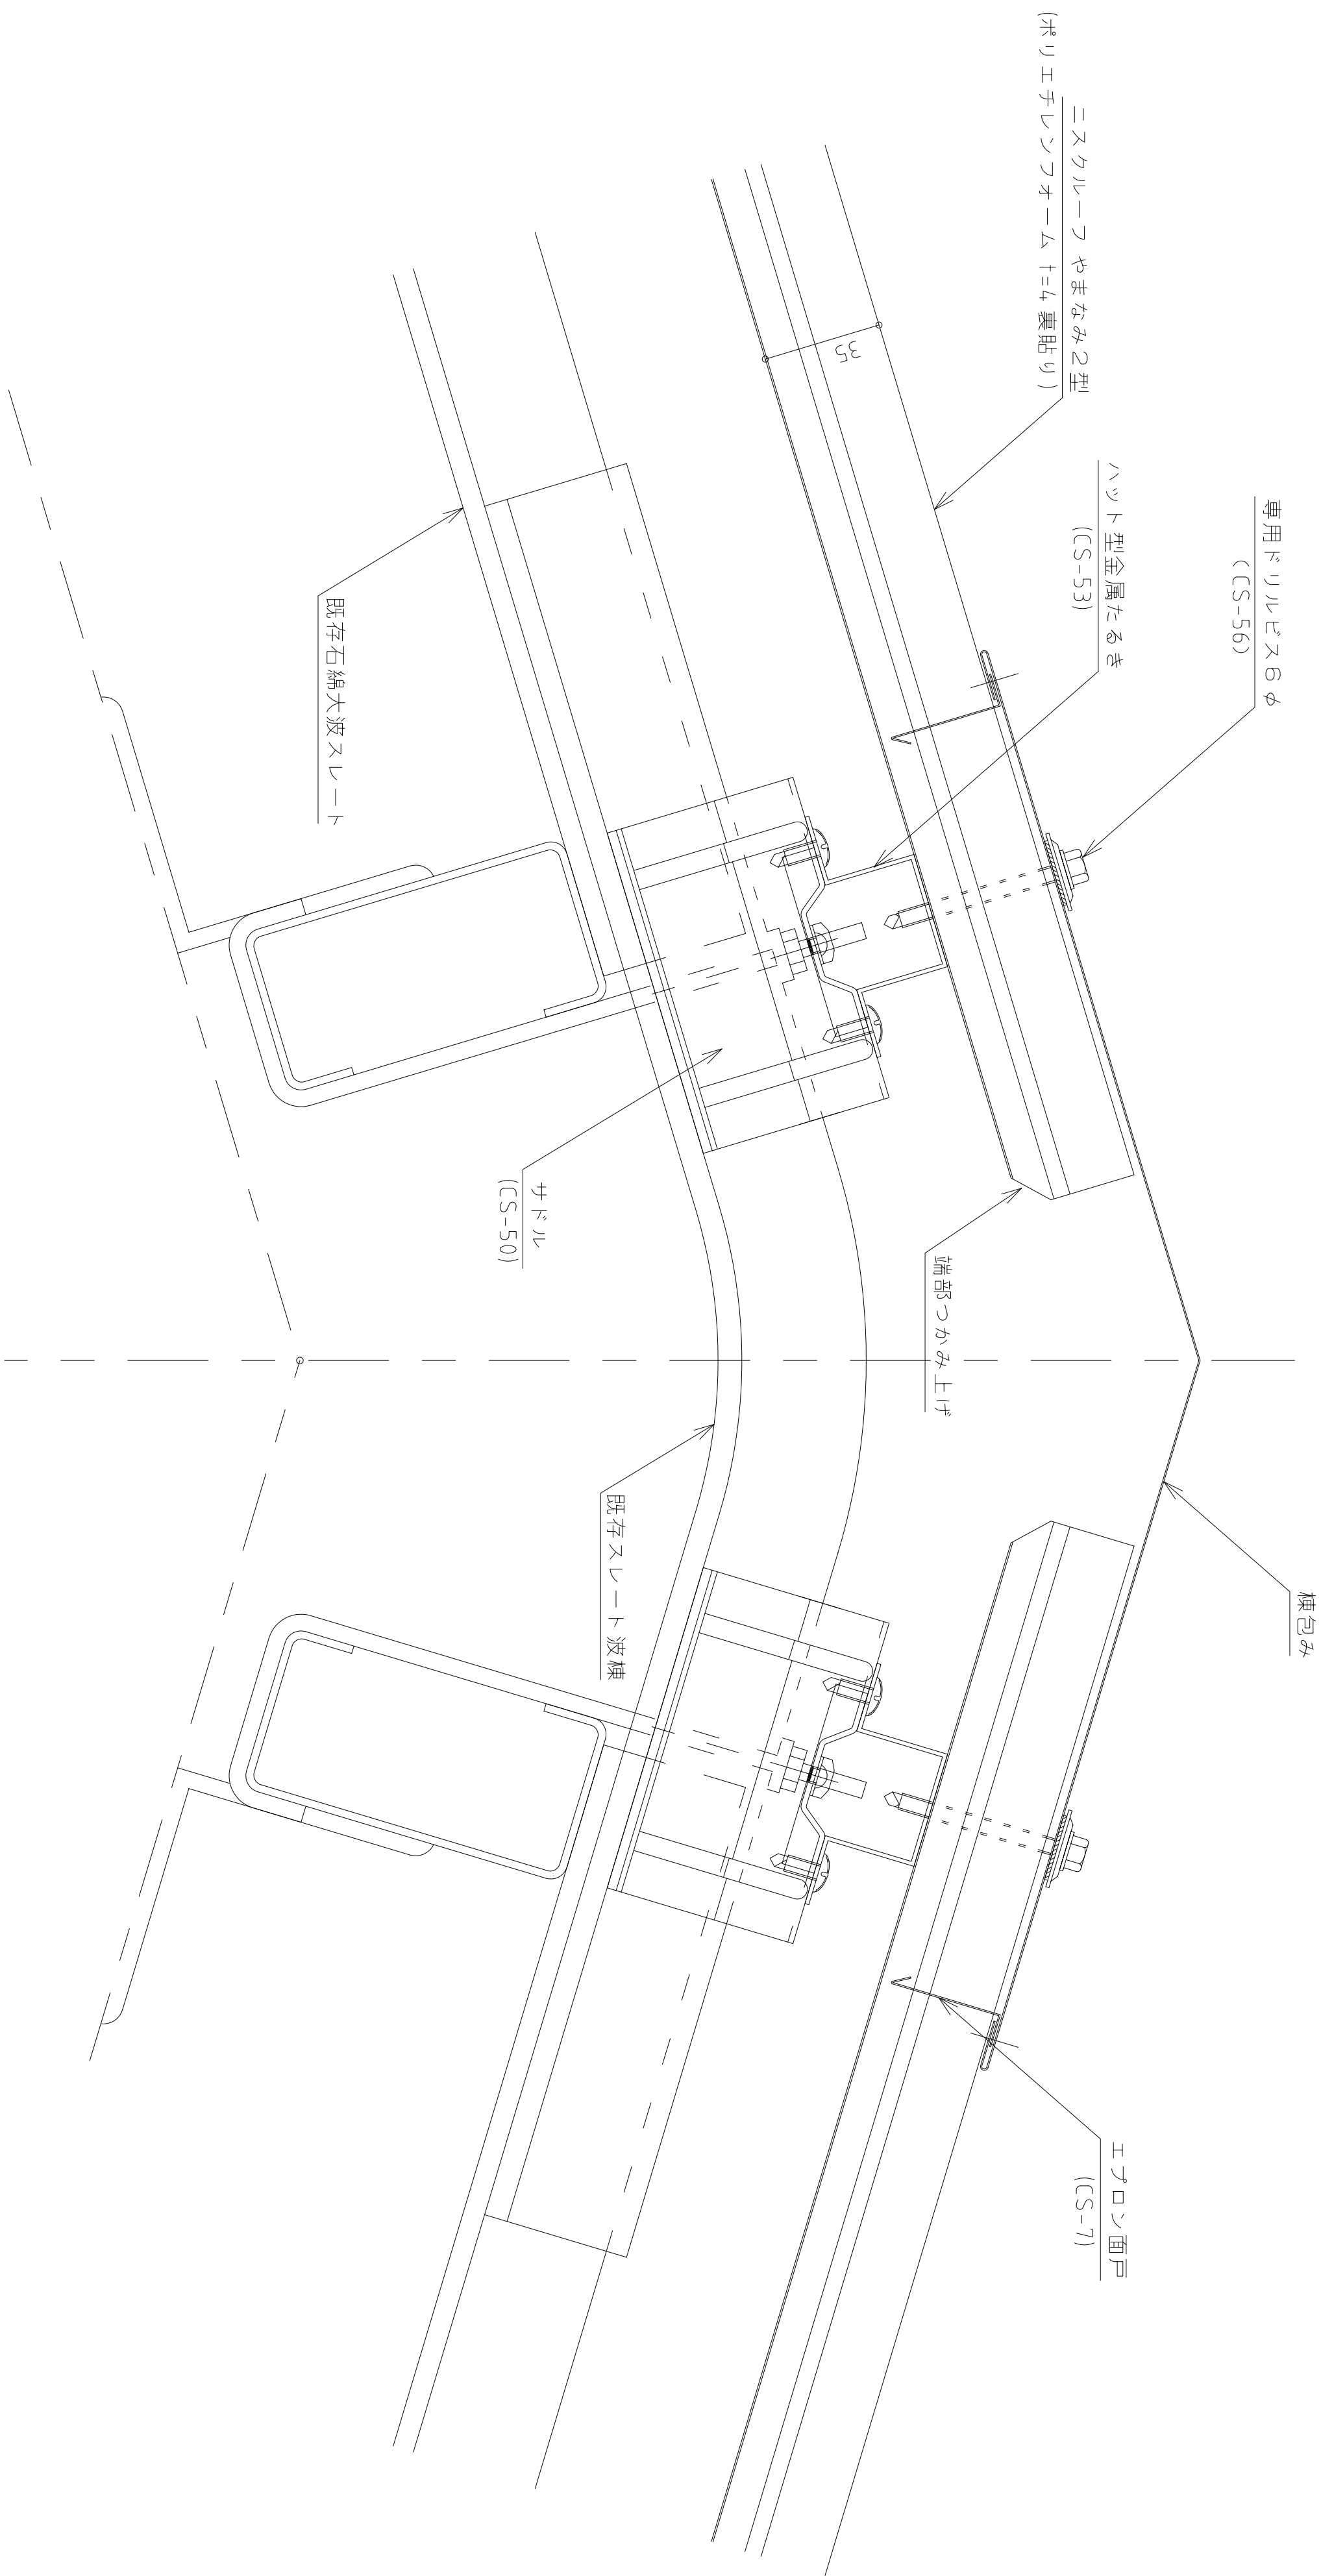 ニスクルーフ やまなみ2型
(ポリエチレンフォーム t=4 裏貼り)
35
ハット型金属たるき
(CS-53)
専用ドリルビス6φ
(CS-56)
既存石綿大波スレート
サドル
(CS-50)
端部つかみ上げ
既存スレート波棟
棟包み
エプロン面戸
(CS-7)